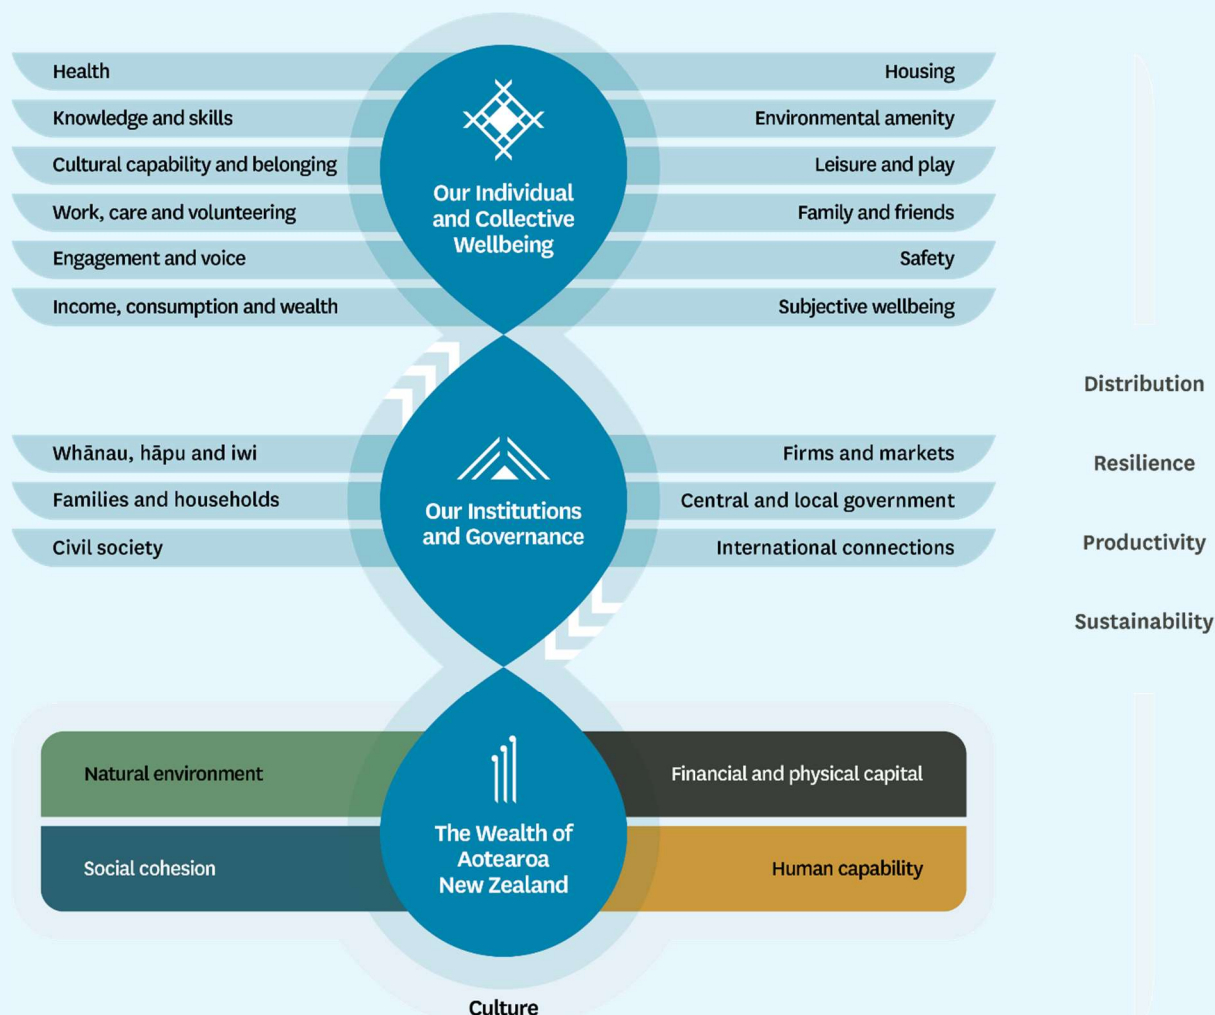 Health
Housing
Knowledge and skills
Environmental amenity
Cultural capability and belonging
Leisure and play
Work, care and volunteering
Family and friends
Engagement and voice
Safety
Income, consumption and wealth
Subjective wellbeing
Our Individual
and Collective
Wellbeing
Distribution
Resilience
Productivity
Sustainability
Whānau, hāpu and iwi
Firms and markets
Families and households
Central and local government
Civil society
International connections
Our Institutions
and Governance
Natural environment
Financial and physical capital
Social cohesion
Human capability
The Wealth of
Aotearoa
New Zealand
Culture